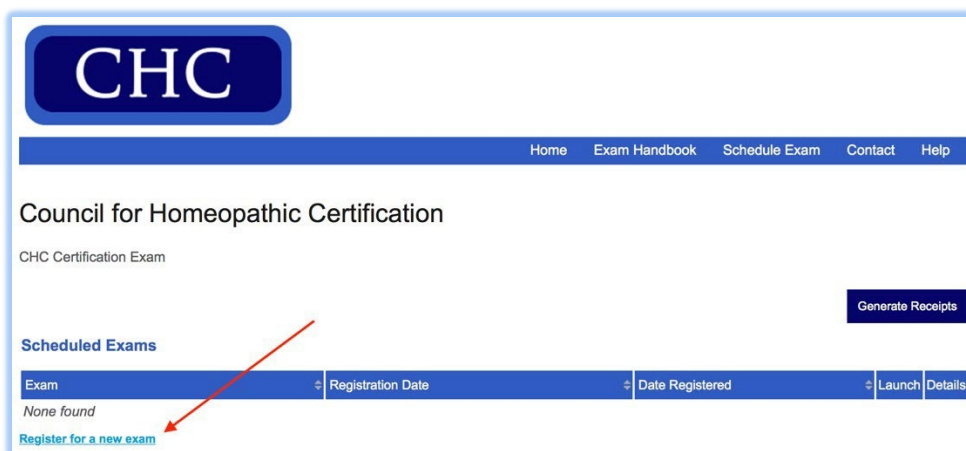 CHC
Home Exam Handbook Schedule Exam Contact Help
Council for Homeopathic Certification
CHC Certification Exam
Generate Receipts
Scheduled Exams
Exam Registration Date Date Registered Launch Details
None found
Register for a new exam